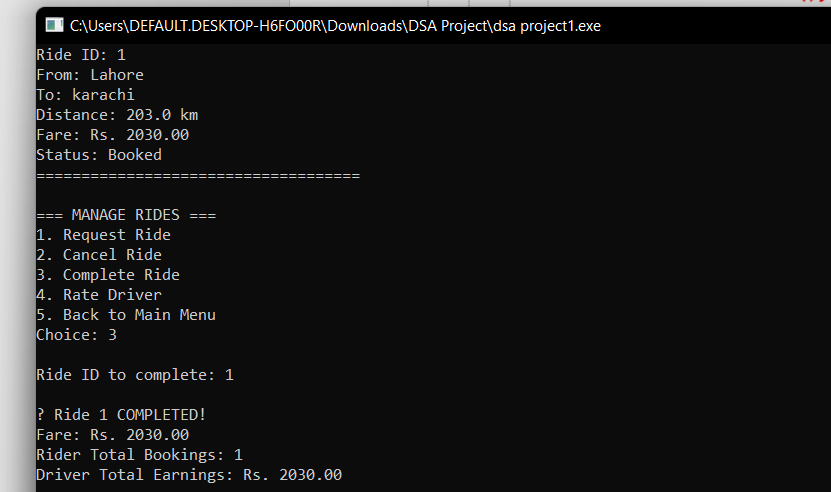 C:\Users\DEFAULT.DESKTOP-H6FO00R\Downloads\DSA Project\dsa project1.exe
Ride ID: 1
From: Lahore
To: karachi
Distance: 203.0 km
Fare: Rs. 2030.00
Status: Booked
====================================
=== MANAGE RIDES ===
1. Request Ride
2. Cancel Ride
3. Complete Ride
4. Rate Driver
5. Back to Main Menu
Choice: 3
Ride ID to complete: 1
? Ride 1 COMPLETED!
Fare: Rs. 2030.00
Rider Total Bookings: 1
Driver Total Earnings: Rs. 2030.00